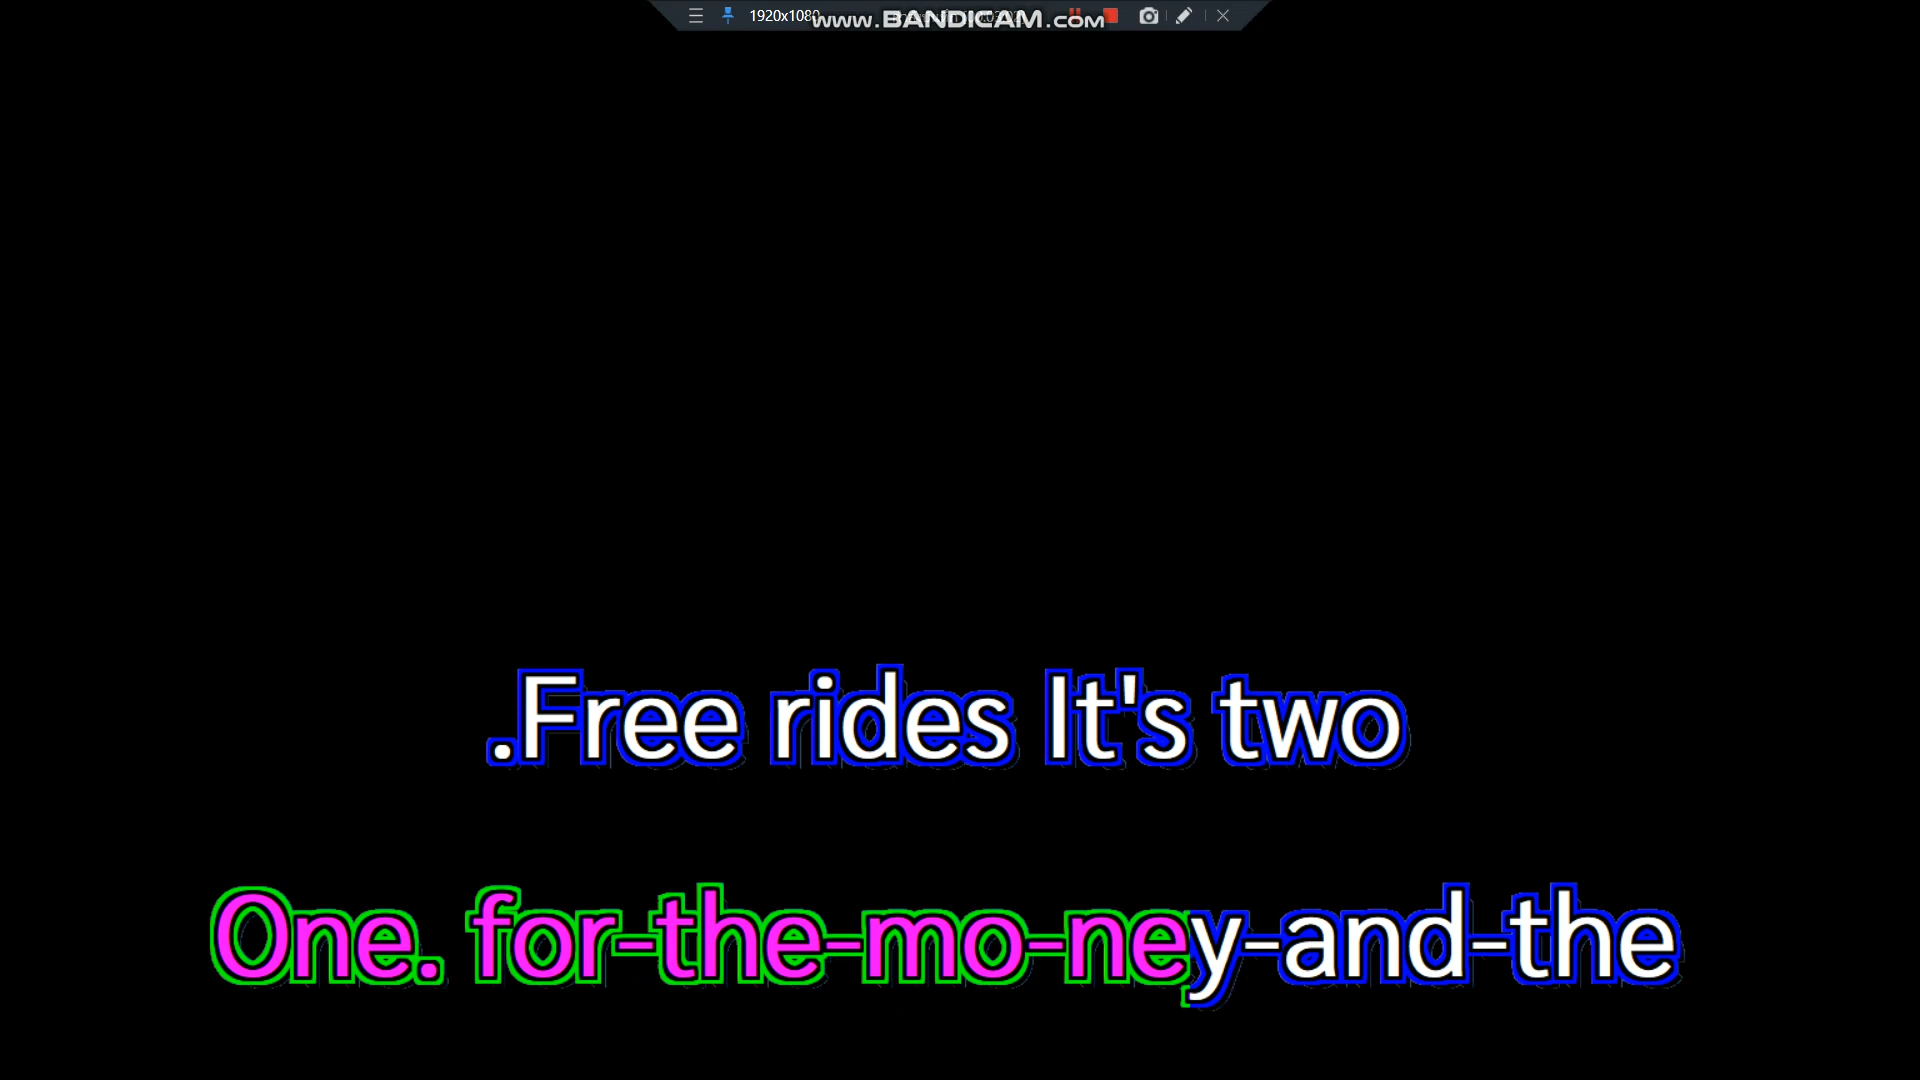 1920x1080 www.BANDICAM.com
.Free rides It's two
One. for-the-mo-ney-and-the